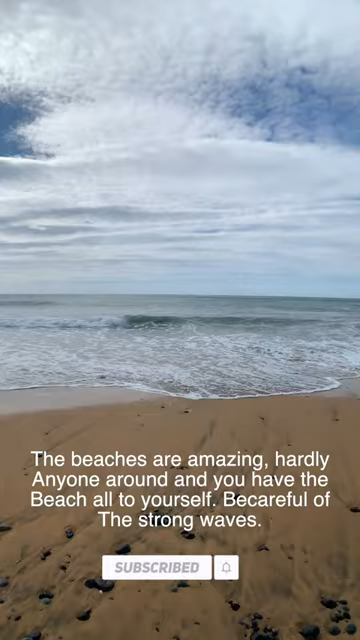 The beaches are amazing, hardly
Anyone around and you have the
Beach all to yourself. Becareful of
The strong waves.
SUBSCRIBED